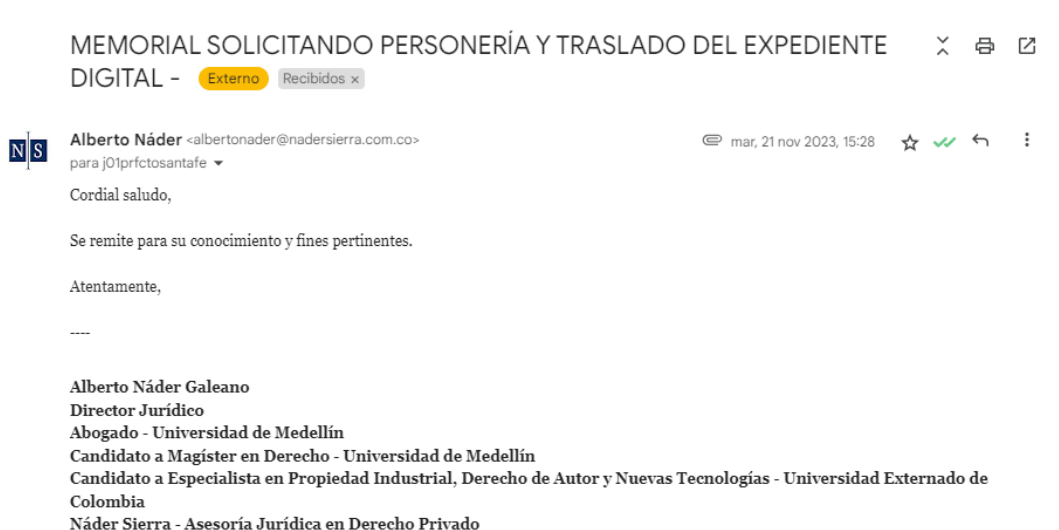 MEMORIAL SOLICITANDO PERSONERÍA Y TRASLADO DEL EXPEDIENTE
DIGITAL - Externo Recibidos ×
N|S
Alberto Náder <albertonader@nadersierra.com.co> mar, 21 nov 2023, 15:28
para j01prfctosantafe
Cordial saludo,
Se remite para su conocimiento y fines pertinentes.
Atentamente,
----
Alberto Náder Galeano
Director Jurídico
Abogado - Universidad de Medellín
Candidato a Magíster en Derecho - Universidad de Medellín
Candidato a Especialista en Propiedad Industrial, Derecho de Autor y Nuevas Tecnologías - Universidad Externado de
Colombia
Náder Sierra - Asesoría Jurídica en Derecho Privado